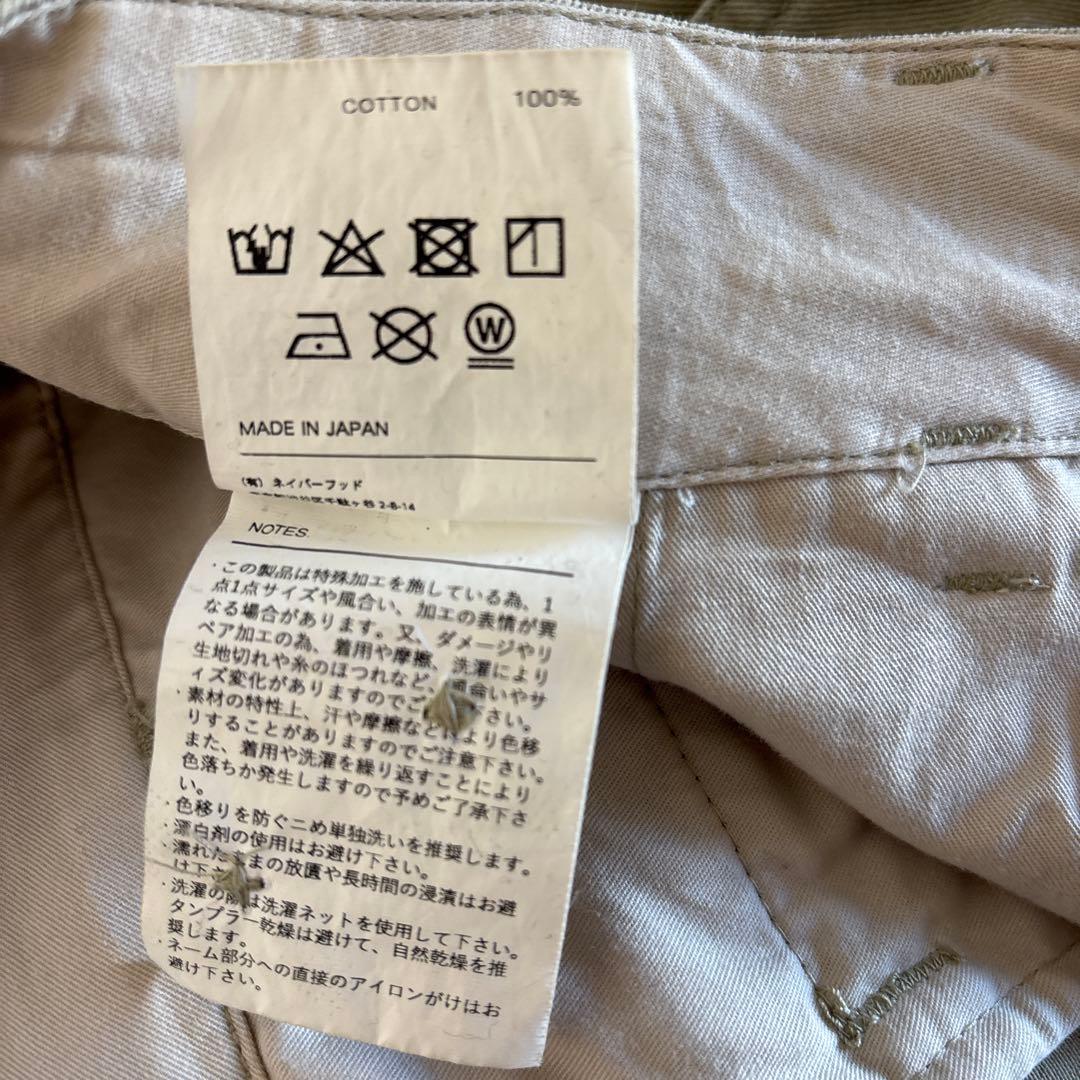 COTTON 100%
W
MADE IN JAPAN
(有) ネイバーフッド
千駄ヶ谷 2-8-14
NOTES
・この製品は特殊加工を施している為、1
点1点サイズや風合い、加工の表情が異
なる場合があります。又、ダメージやリ
ペア加工の為、着用や摩擦、洗濯により
生地切れや糸のほつれなど、風合いやサ
イズ変化がありますのでご 下さい。
・素材の特性上、汗や摩擦などにより色移
りすることがありますのでご注意下さい。
また、着用や洗濯を繰り返すことにより
色落ちか発生しますので予めご了承下さ
い。
・色移りを防ぐニめ単独洗いを推奨します。
・漂白剤の使用はお避け下さい。
・濡れたままの放置や長時間の浸漬はお避
け下さ
・洗濯の際は洗濯ネットを使用して下さい。
タンブラー乾燥は避けて、自然乾燥を推
奨します。
・ネーム部分への直接のアイロンがけはお
避け下さい。